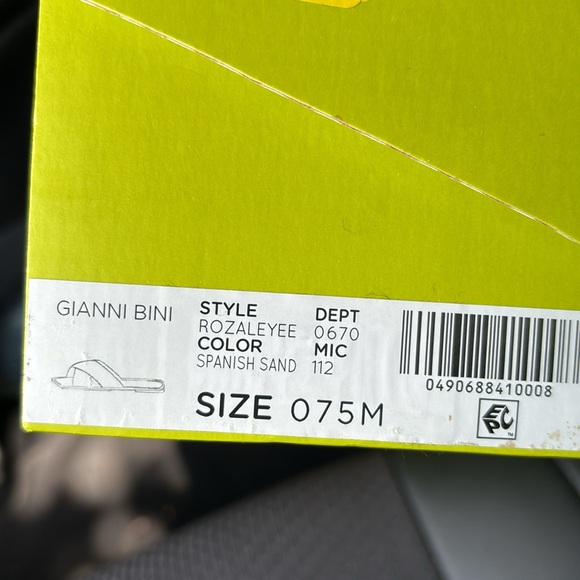 GIANNI BINI
STYLE DEPT
ROZALEYEE 0670
COLOR MIC
SPANISH SAND 112
SIZE 075M
0490688410008
EPC